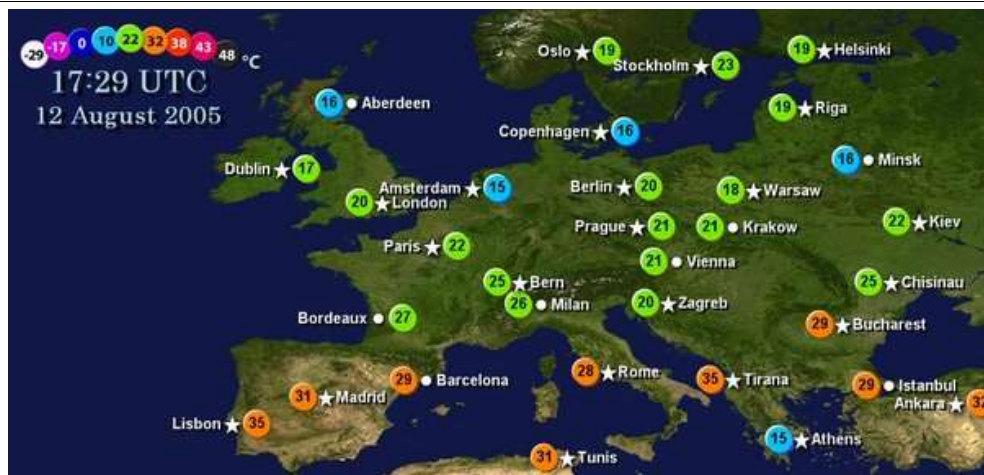 -29 -17 0 10 22 32 38 43 48 °C
17:29 UTC
12 August 2005
Oslo 19
19 Helsinki
Stockholm 23
16 Aberdeen
19 Riga
Copenhagen 16
16 Minsk
Dublin 17
Amsterdam 15
Berlin 20
18 Warsaw
20 London
Prague 21
21 Krakow
22 Kiev
Paris 22
21 Vienna
25 Bern
25 Chisinau
26 Milan
20 Zagreb
Bordeaux 27
29 Bucharest
28 Rome
35 Tirana
29 Barcelona
29 Istanbul
31 Madrid
Ankara 32
Lisbon 35
15 Athens
31 Tunis